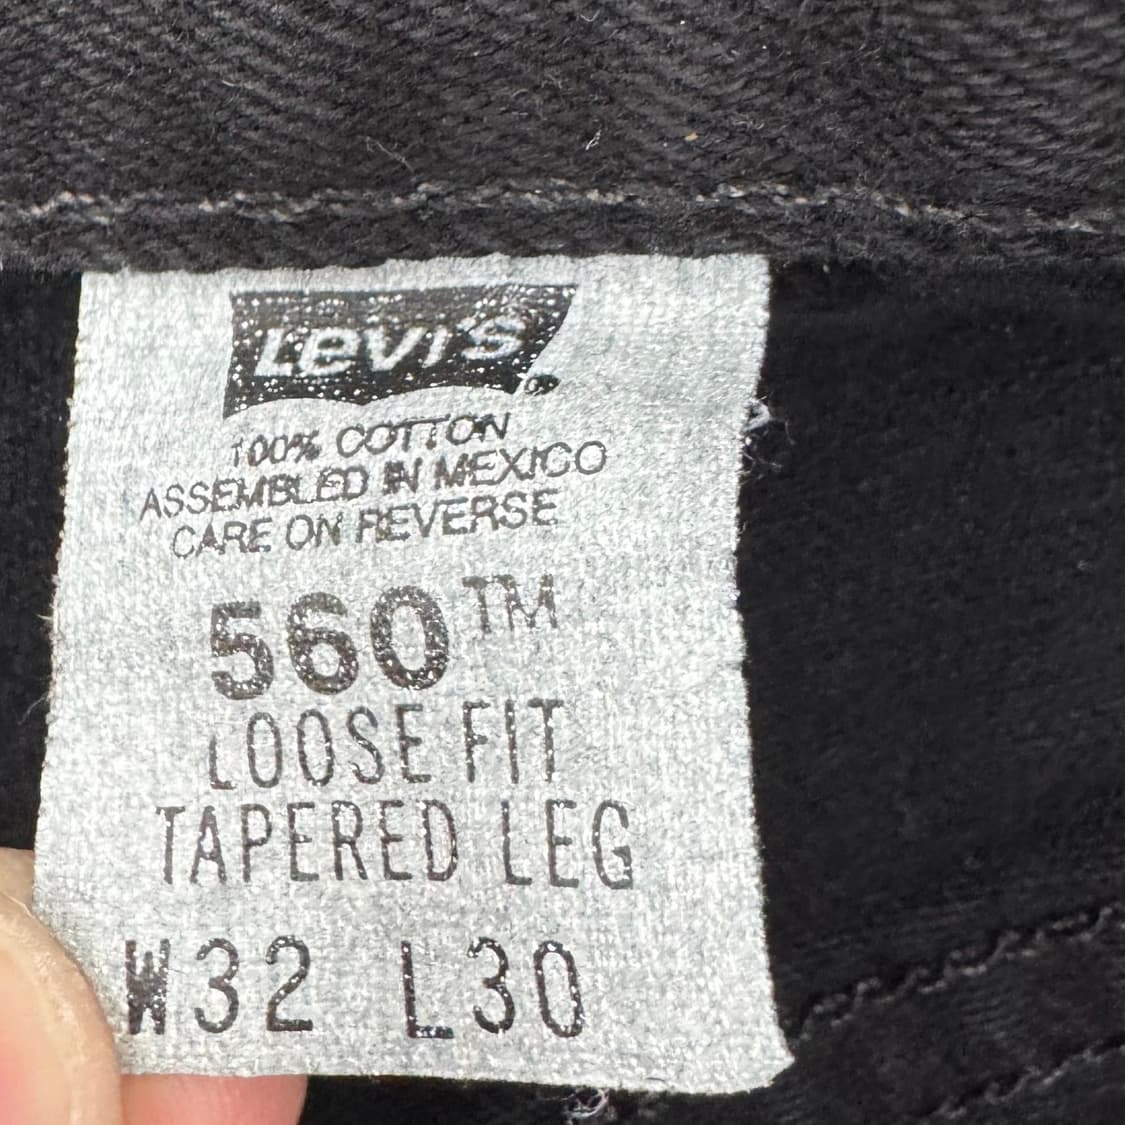 Levi's
100% COTTON
ASSEMBLED IN MEXICO
CARE ON REVERSE
560™
LOOSE FIT
TAPERED LEG
W32 L30